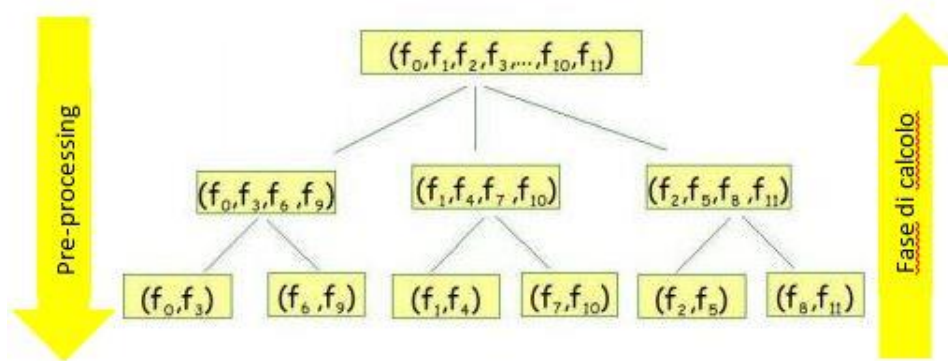 Pre-processing
(f₀,f₁,f₂,f₃,...,f₁₀,f₁₁)
Fase di calcolo
(f₀,f₃,f₆ ,f₉)
(f₁,f₄,f₇ ,f₁₀)
(f₂,f₅,f₈ ,f₁₁)
(f₀,f₃)
(f₆ ,f₉)
(f₁,f₄)
(f₇,f₁₀)
(f₂,f₅)
(f₈,f₁₁)